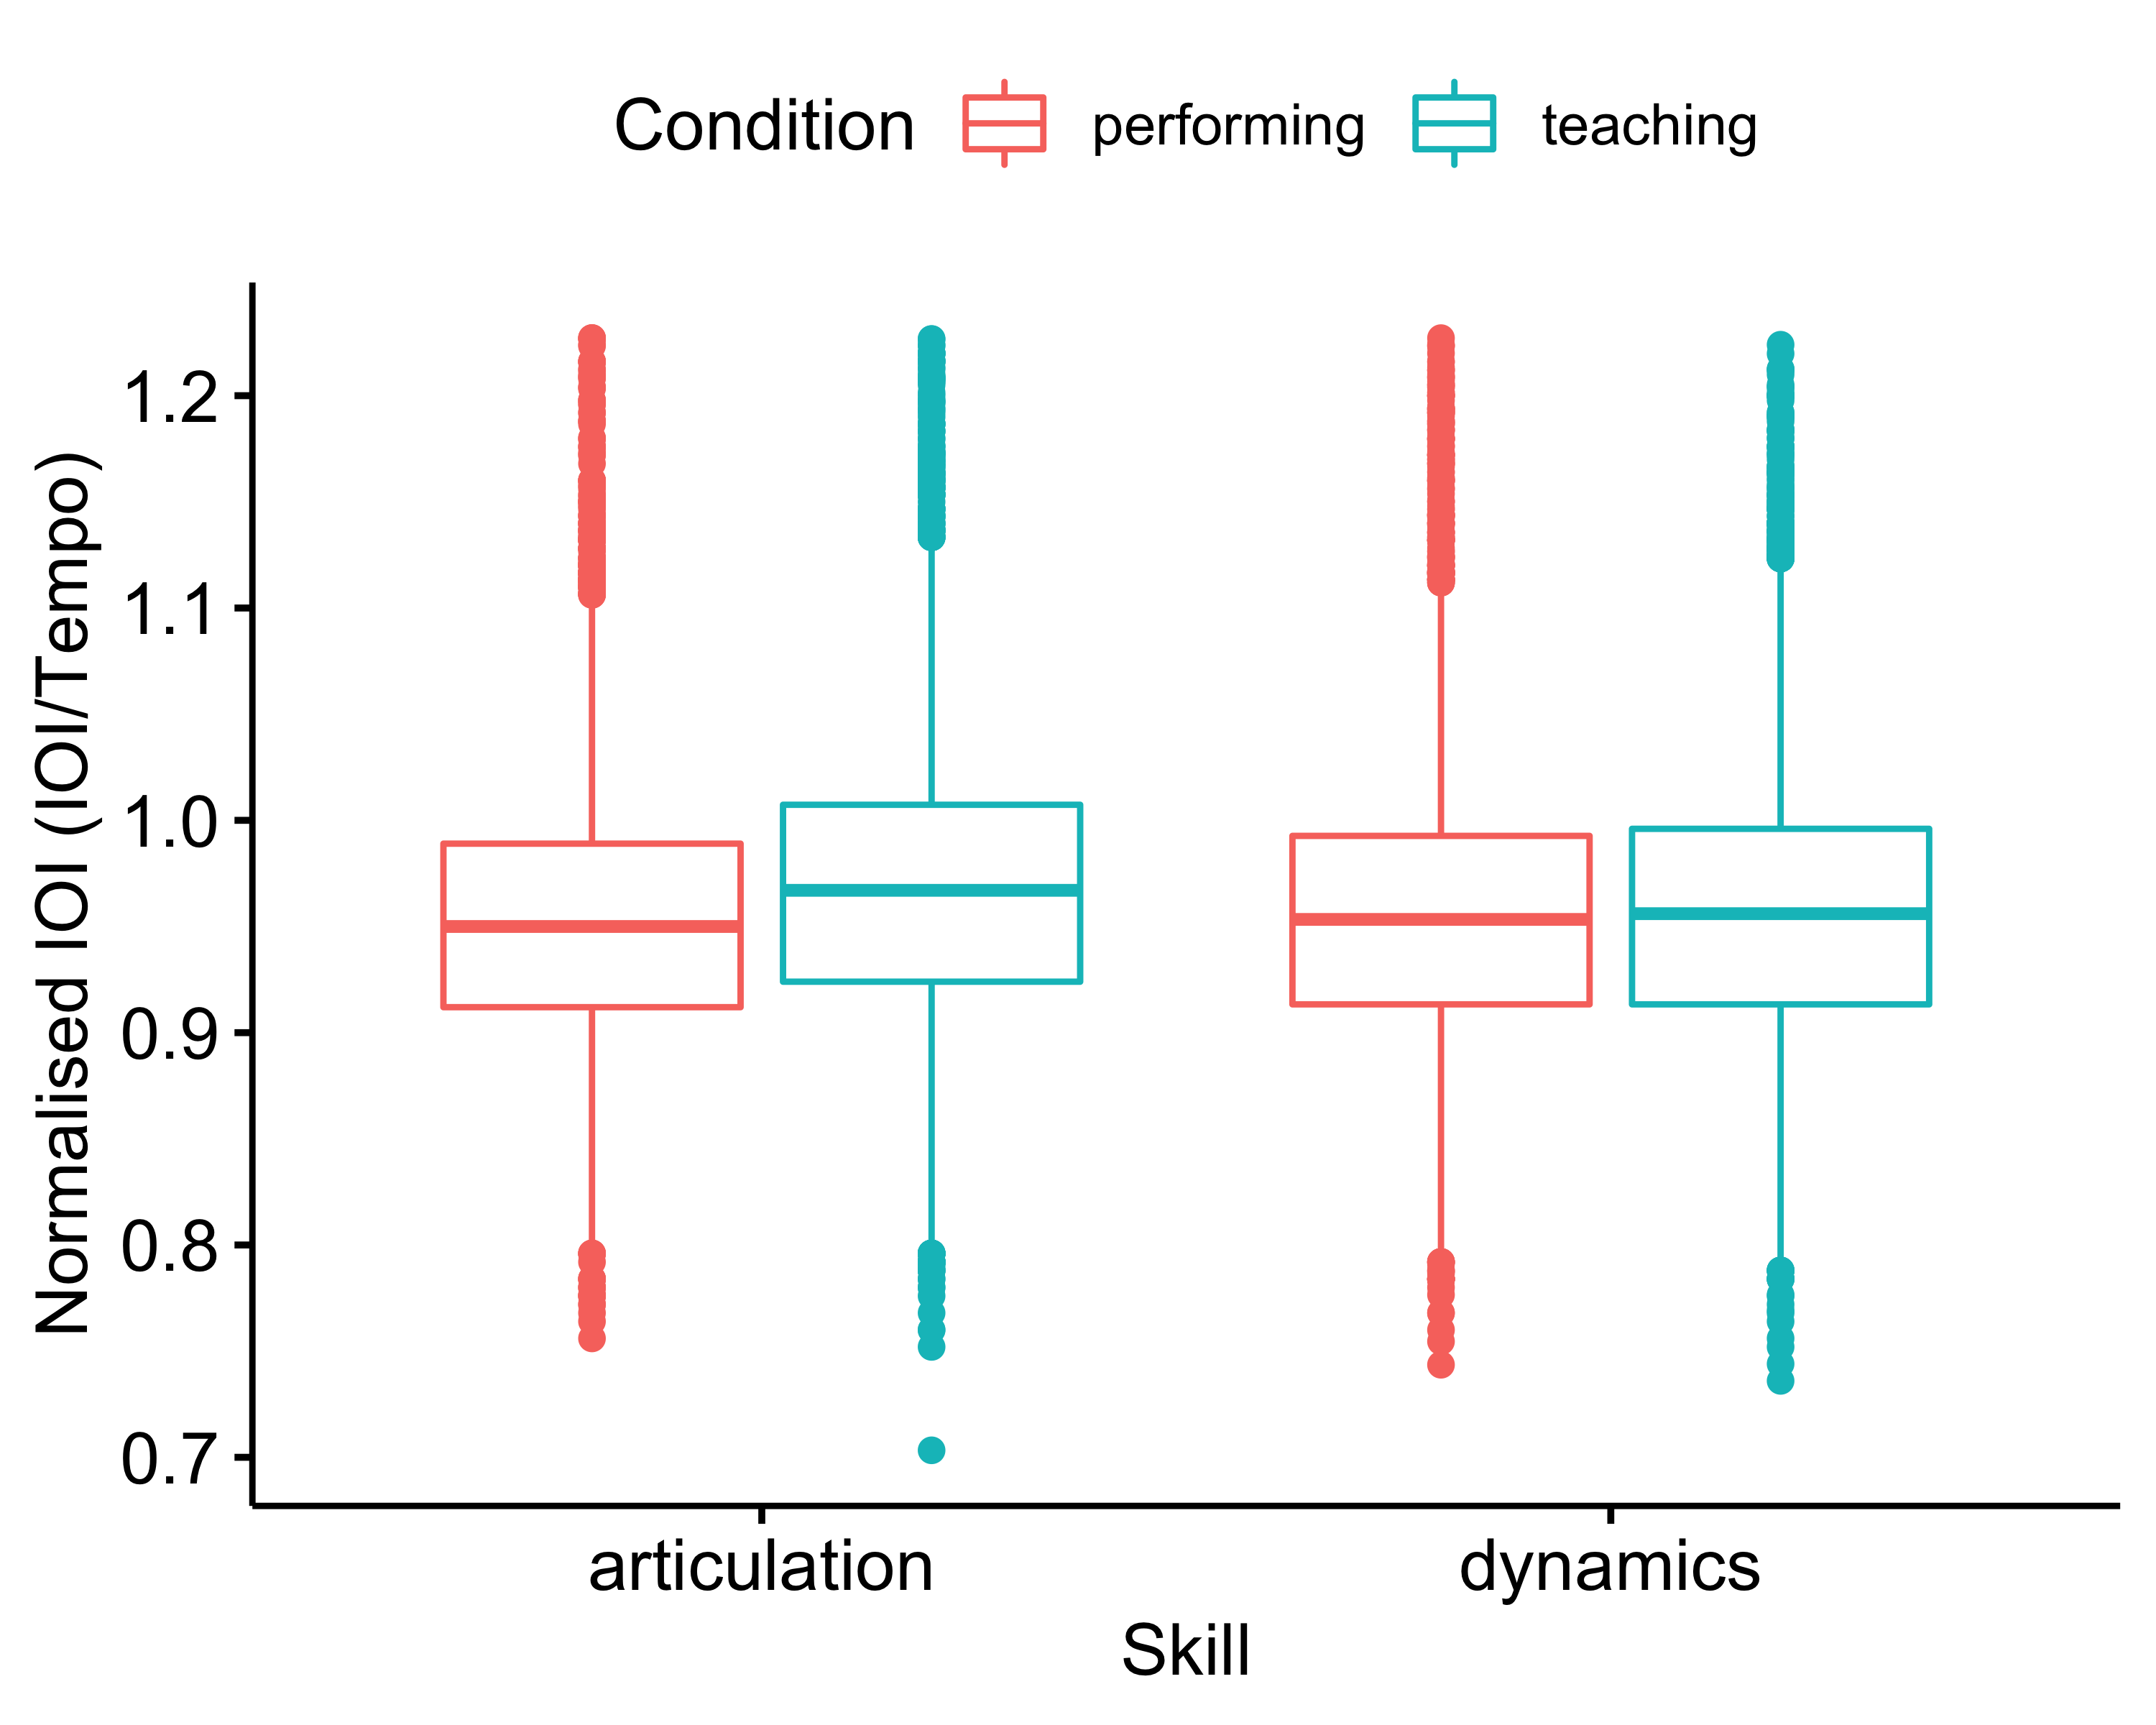 Condition performing teaching
Normalised IOI (IOI/Tempo)
1.2
1.1
1.0
0.9
0.8
0.7
articulation dynamics
Skill